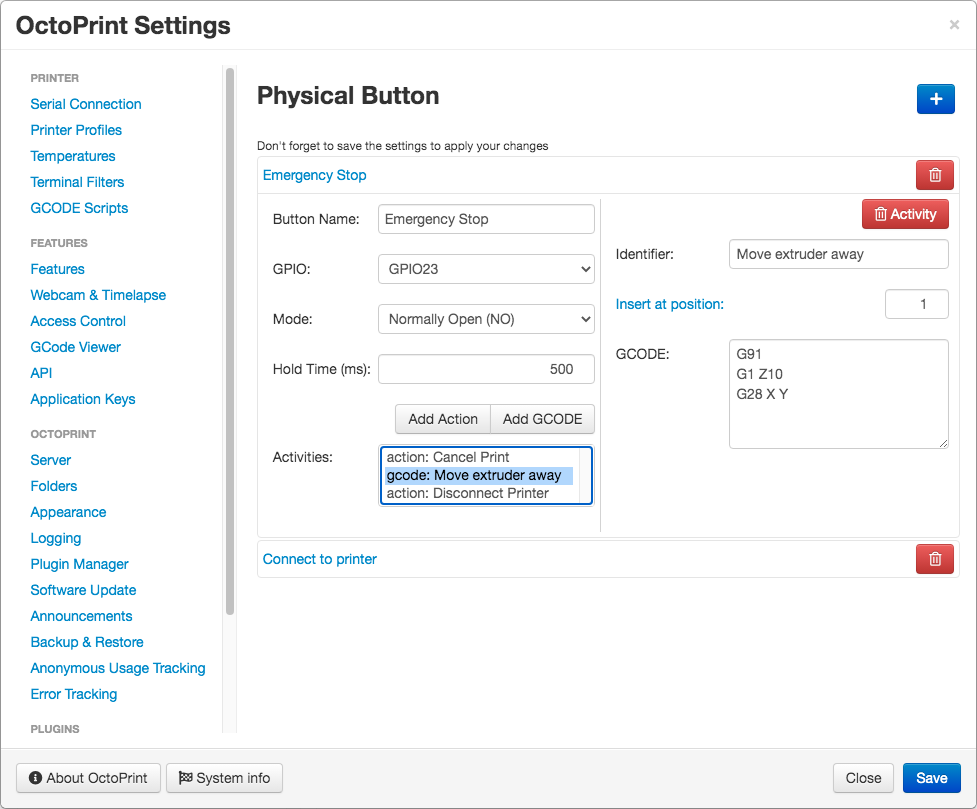 OctoPrint Settings
×
PRINTER
Serial Connection
Printer Profiles
Temperatures
Terminal Filters
GCODE Scripts
FEATURES
Features
Webcam & Timelapse
Access Control
GCode Viewer
API
Application Keys
OCTOPRINT
Server
Folders
Appearance
Logging
Plugin Manager
Software Update
Announcements
Backup & Restore
Anonymous Usage Tracking
Error Tracking
PLUGINS
Physical Button
+
Don't forget to save the settings to apply your changes
Emergency Stop
Button Name: Emergency Stop
GPIO: GPIO23
Mode: Normally Open (NO)
Hold Time (ms): 500
Add Action Add GCODE
Activities:
action: Cancel Print
gcode: Move extruder away
action: Disconnect Printer
Activity
Identifier: Move extruder away
Insert at position: 1
GCODE:
G91
G1 Z10
G28 X Y
Connect to printer
About OctoPrint System info Close Save